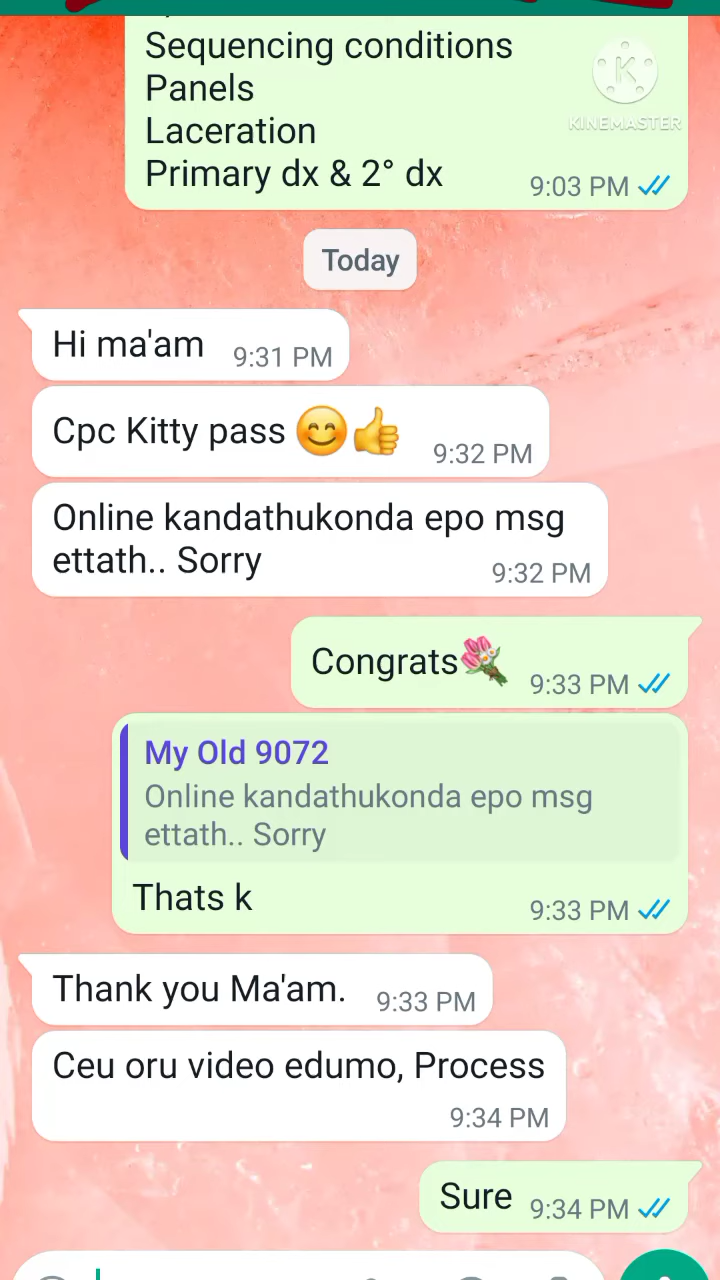 Sequencing conditions
Panels
Laceration
Primary dx & 2° dx
9:03 PM
KINEMASTER
Today
Hi ma'am
9:31 PM
Cpc Kitty pass 😊👍
9:32 PM
Online kandathukonda epo msg
ettath.. Sorry
9:32 PM
Congrats💐
9:33 PM
My Old 9072
Online kandathukonda epo msg
ettath.. Sorry
Thats k
9:33 PM
Thank you Ma'am.
9:33 PM
Ceu oru video edumo, Process
9:34 PM
Sure
9:34 PM